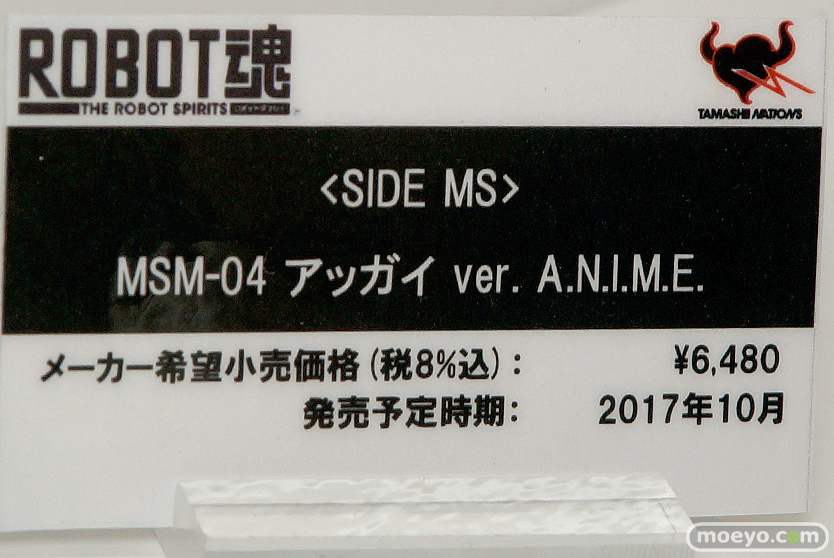 ROBOT魂
THE ROBOT SPIRITS
TAMASHII NATIONS
<SIDE MS>
MSM-04 アッガイ ver. A.N.I.M.E.
メーカー希望小売価格(税8%込): ¥6,480
発売予定時期: 2017年10月
moeyo.com